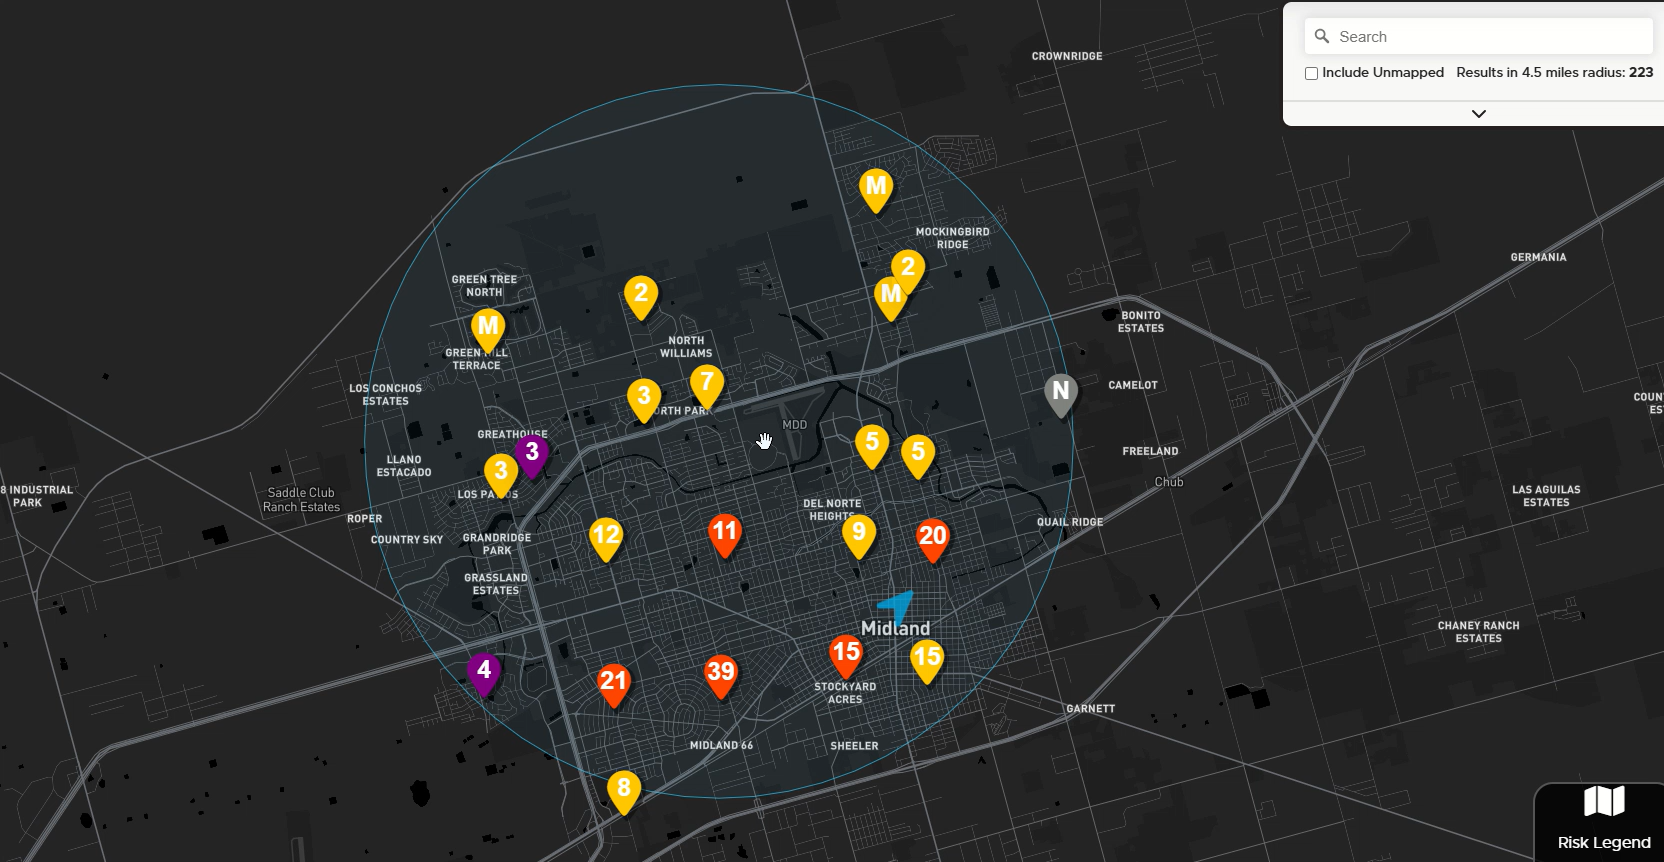 Search
Include Unmapped Results in 4.5 miles radius: 223
CROWNRIDGE
M
MOCKINGBIRD
RIDGE
GERMANIA
2
GREEN TREE
NORTH
2
M
BONITO
ESTATES
M
NORTH
WILLIAMS
TERRACE
LOS CONCHOS
ESTATES
7
3
N
CAMELOT
MDD
GREATHOUSE
5
5
3
FREELAND
LLANO
ESTACADO
3
Chub
8 INDUSTRIAL
PARK
Saddle Club
Ranch Estates
LAS AGUILAS
ESTATES
DEL NORTE
HEIGHTS
ROPER
QUAIL RIDGE
COUNTRY SKY
GRANDRIDGE
PARK
12
11
9
20
GRASSLAND
ESTATES
Midland
CHANEY RANCH
ESTATES
15
15
4
21
39
STOCKYARD
ACRES
GARNETT
MIDLAND 66
SHEELER
8
Risk Legend